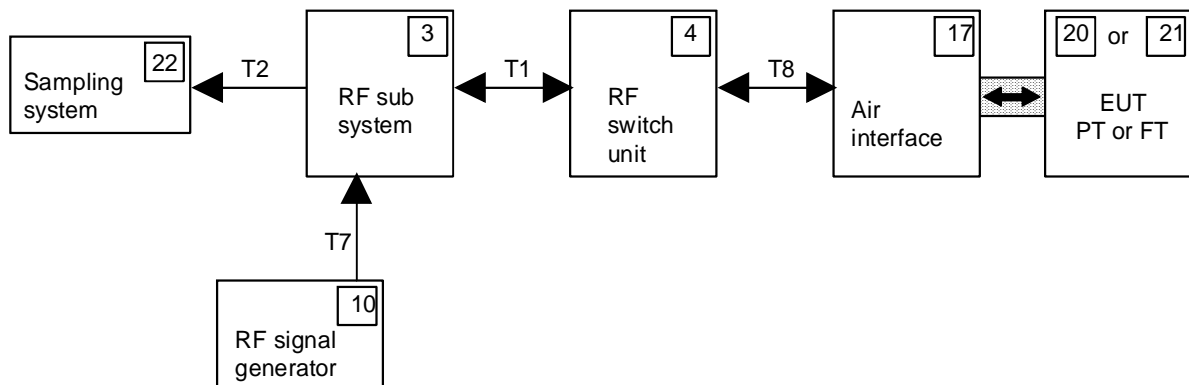 22
Sampling
system
T2
3
RF sub
system
T1
4
RF
switch
unit
T8
17
Air
interface
20 or 21
EUT
PT or FT
T7
10
RF signal
generator